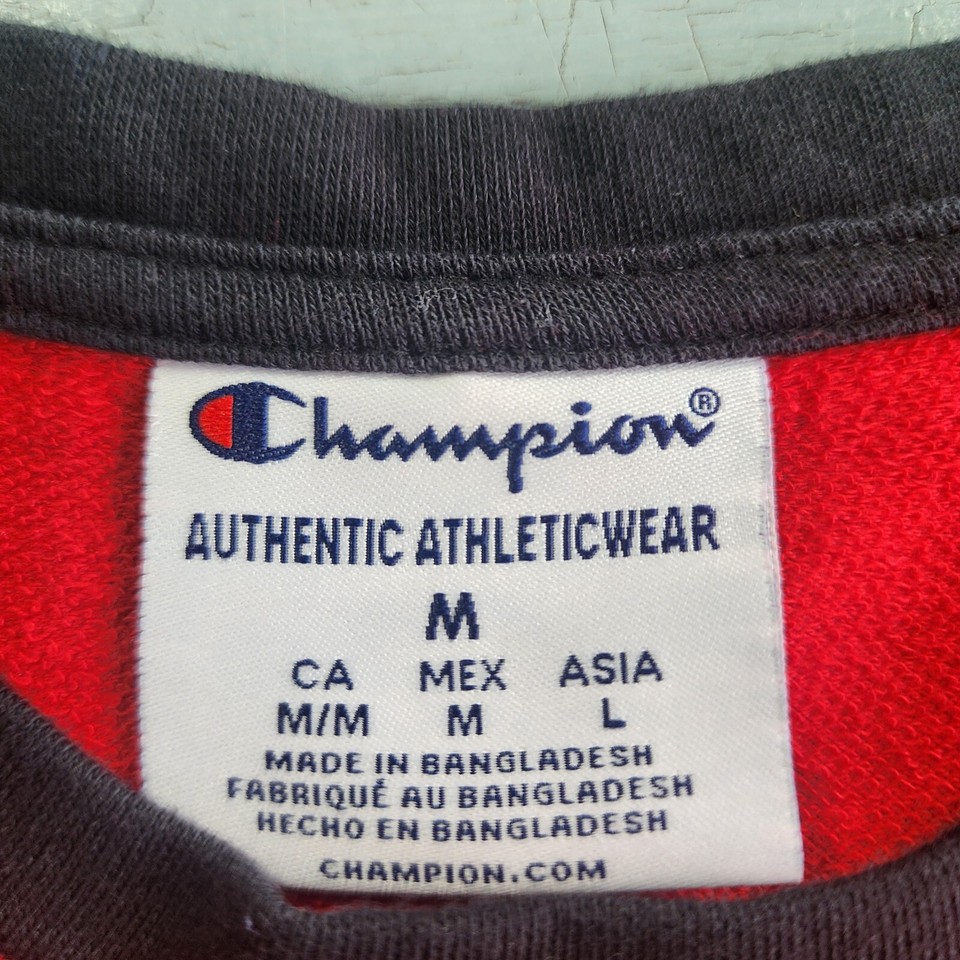 Champion®
AUTHENTIC ATHLETICWEAR
M
CA MEX ASIA
M/M M L
MADE IN BANGLADESH
FABRIQUÉ AU BANGLADESH
HECHO EN BANGLADESH
CHAMPION.COM